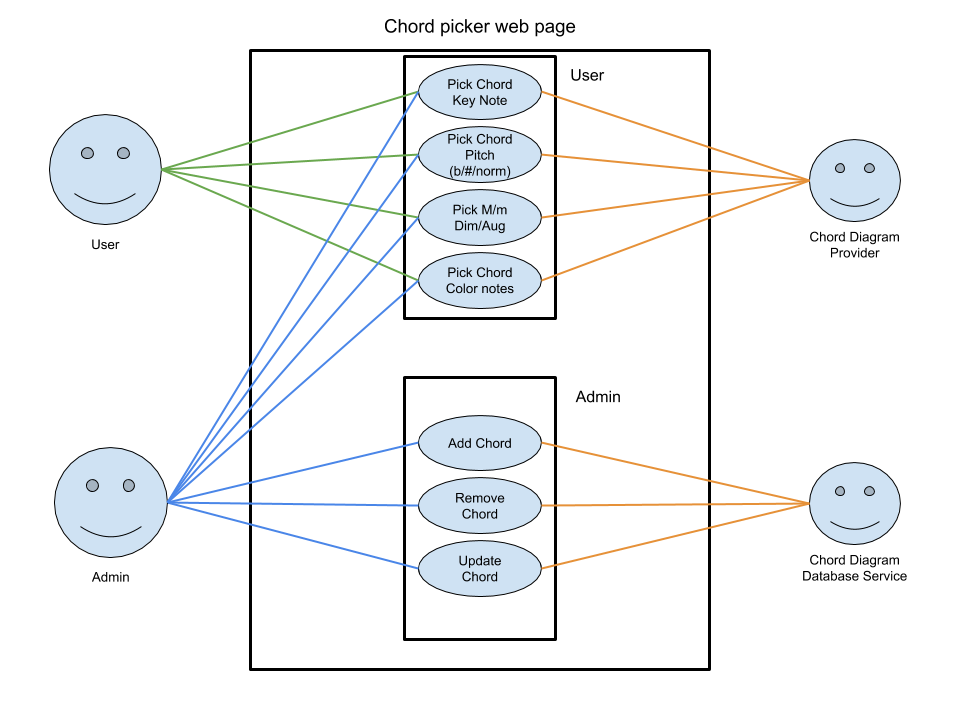 Chord picker web page
User
Pick Chord
Key Note
Pick Chord
Pitch
(b/#/norm)
Pick M/m
Dim/Aug
Pick Chord
Color notes
User
Chord Diagram
Provider
Admin
Add Chord
Remove
Chord
Update
Chord
Admin
Chord Diagram
Database Service